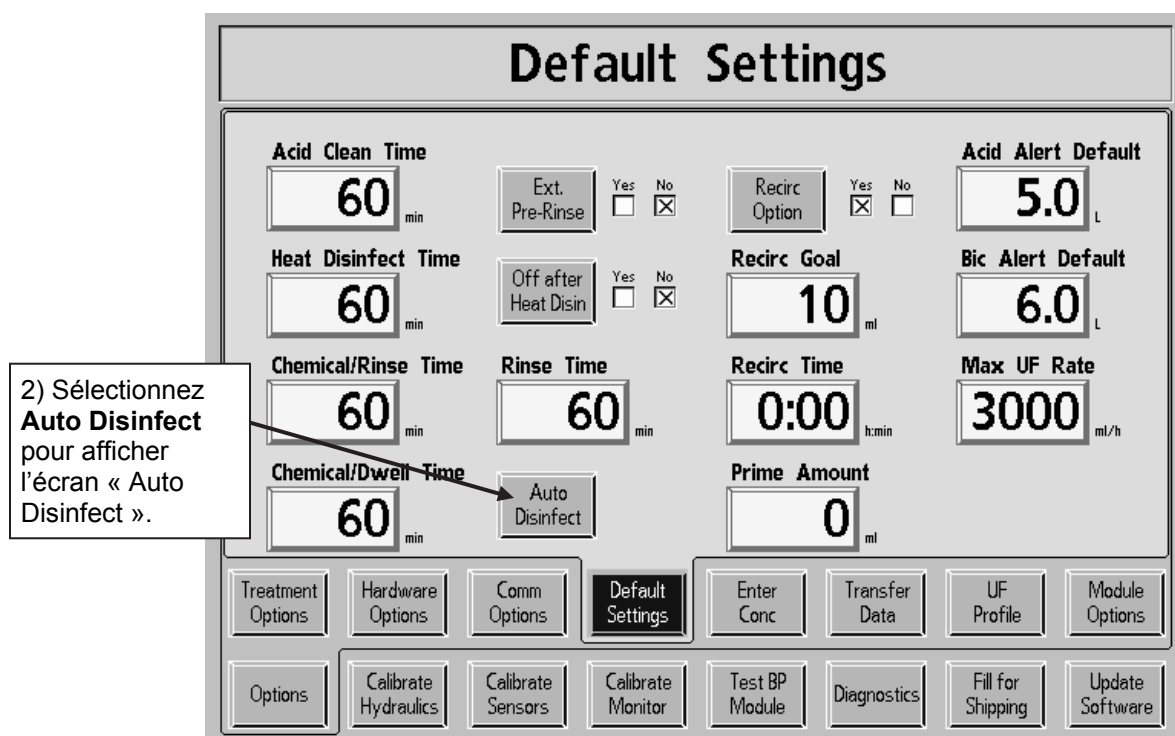 Default Settings
Acid Clean Time
60 min
Ext.
Pre-Rinse
Yes No
Recirc
Option
Yes No
Acid Alert Default
5.0 L
Heat Disinfect Time
60 min
Off after
Heat Disin
Yes No
Recirc Goal
10 ml
Bic Alert Default
6.0 L
2) Sélectionnez
Auto Disinfect
pour afficher
l'écran « Auto
Disinfect ».
Chemical/Rinse Time
60 min
Rinse Time
60 min
Recirc Time
0:00 h:min
Max UF Rate
3000 ml/h
Chemical/Dwell Time
60 min
Auto
Disinfect
Prime Amount
0 ml
Treatment
Options
Hardware
Options
Comm
Options
Default
Settings
Enter
Conc
Transfer
Data
UF
Profile
Module
Options
Options
Calibrate
Hydraulics
Calibrate
Sensors
Calibrate
Monitor
Test BP
Module
Diagnostics
Fill for
Shipping
Update
Software